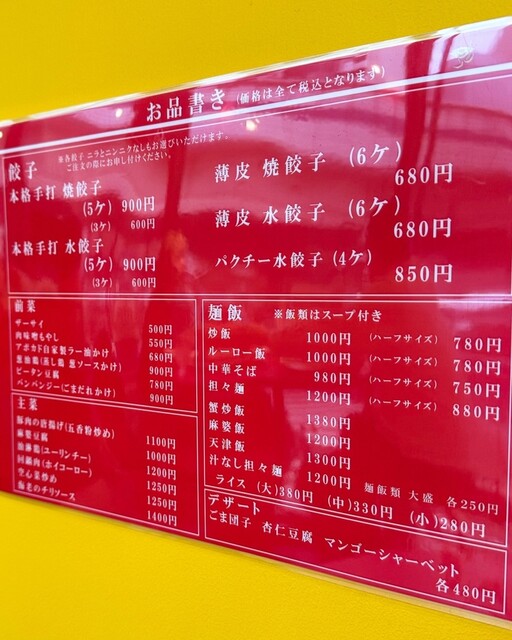 お品書き (価格は全て税込となります)
餃子
※各餃子 ニラとニンニクなしもお選びいただけます。
ご注文の際にお申し付けください。
本格手打 焼餃子
(5ケ) 900円
(3ケ) 600円
本格手打 水餃子
(5ケ) 900円
(3ケ) 600円
薄皮 焼餃子 (6ケ)
680円
薄皮 水餃子 (6ケ)
680円
パクチー水餃子 (4ケ)
850円
前菜
ザーサイ 500円
肉味噌もやし 550円
アボカド自家製ラー油かけ 680円
葱油鶏(蒸し鶏 葱ソースかけ) 900円
ピータン豆腐 780円
バンバンジー(ごまだれかけ) 900円
主菜
豚肉の唐揚げ(五香粉炒め) 1100円
麻婆豆腐 1100円
油淋鶏(ユーリンチー) 1000円
回鍋肉(ホイコーロー) 1200円
空心菜炒め 1250円
海老のチリソース 1250円
1400円
麺飯 ※飯類はスープ付き
炒飯 1000円 (ハーフサイズ) 780円
ルーロー飯 1000円 (ハーフサイズ) 780円
中華そば 980円 (ハーフサイズ) 750円
担々麺 1200円 (ハーフサイズ) 880円
蟹炒飯 1380円
麻婆飯 1200円
天津飯 1300円
汁なし担々麺 1200円 麺飯類 大盛 各250円
ライス (大)380円 (中)330円 (小)280円
デザート
ごま団子 杏仁豆腐 マンゴーシャーベット
各480円